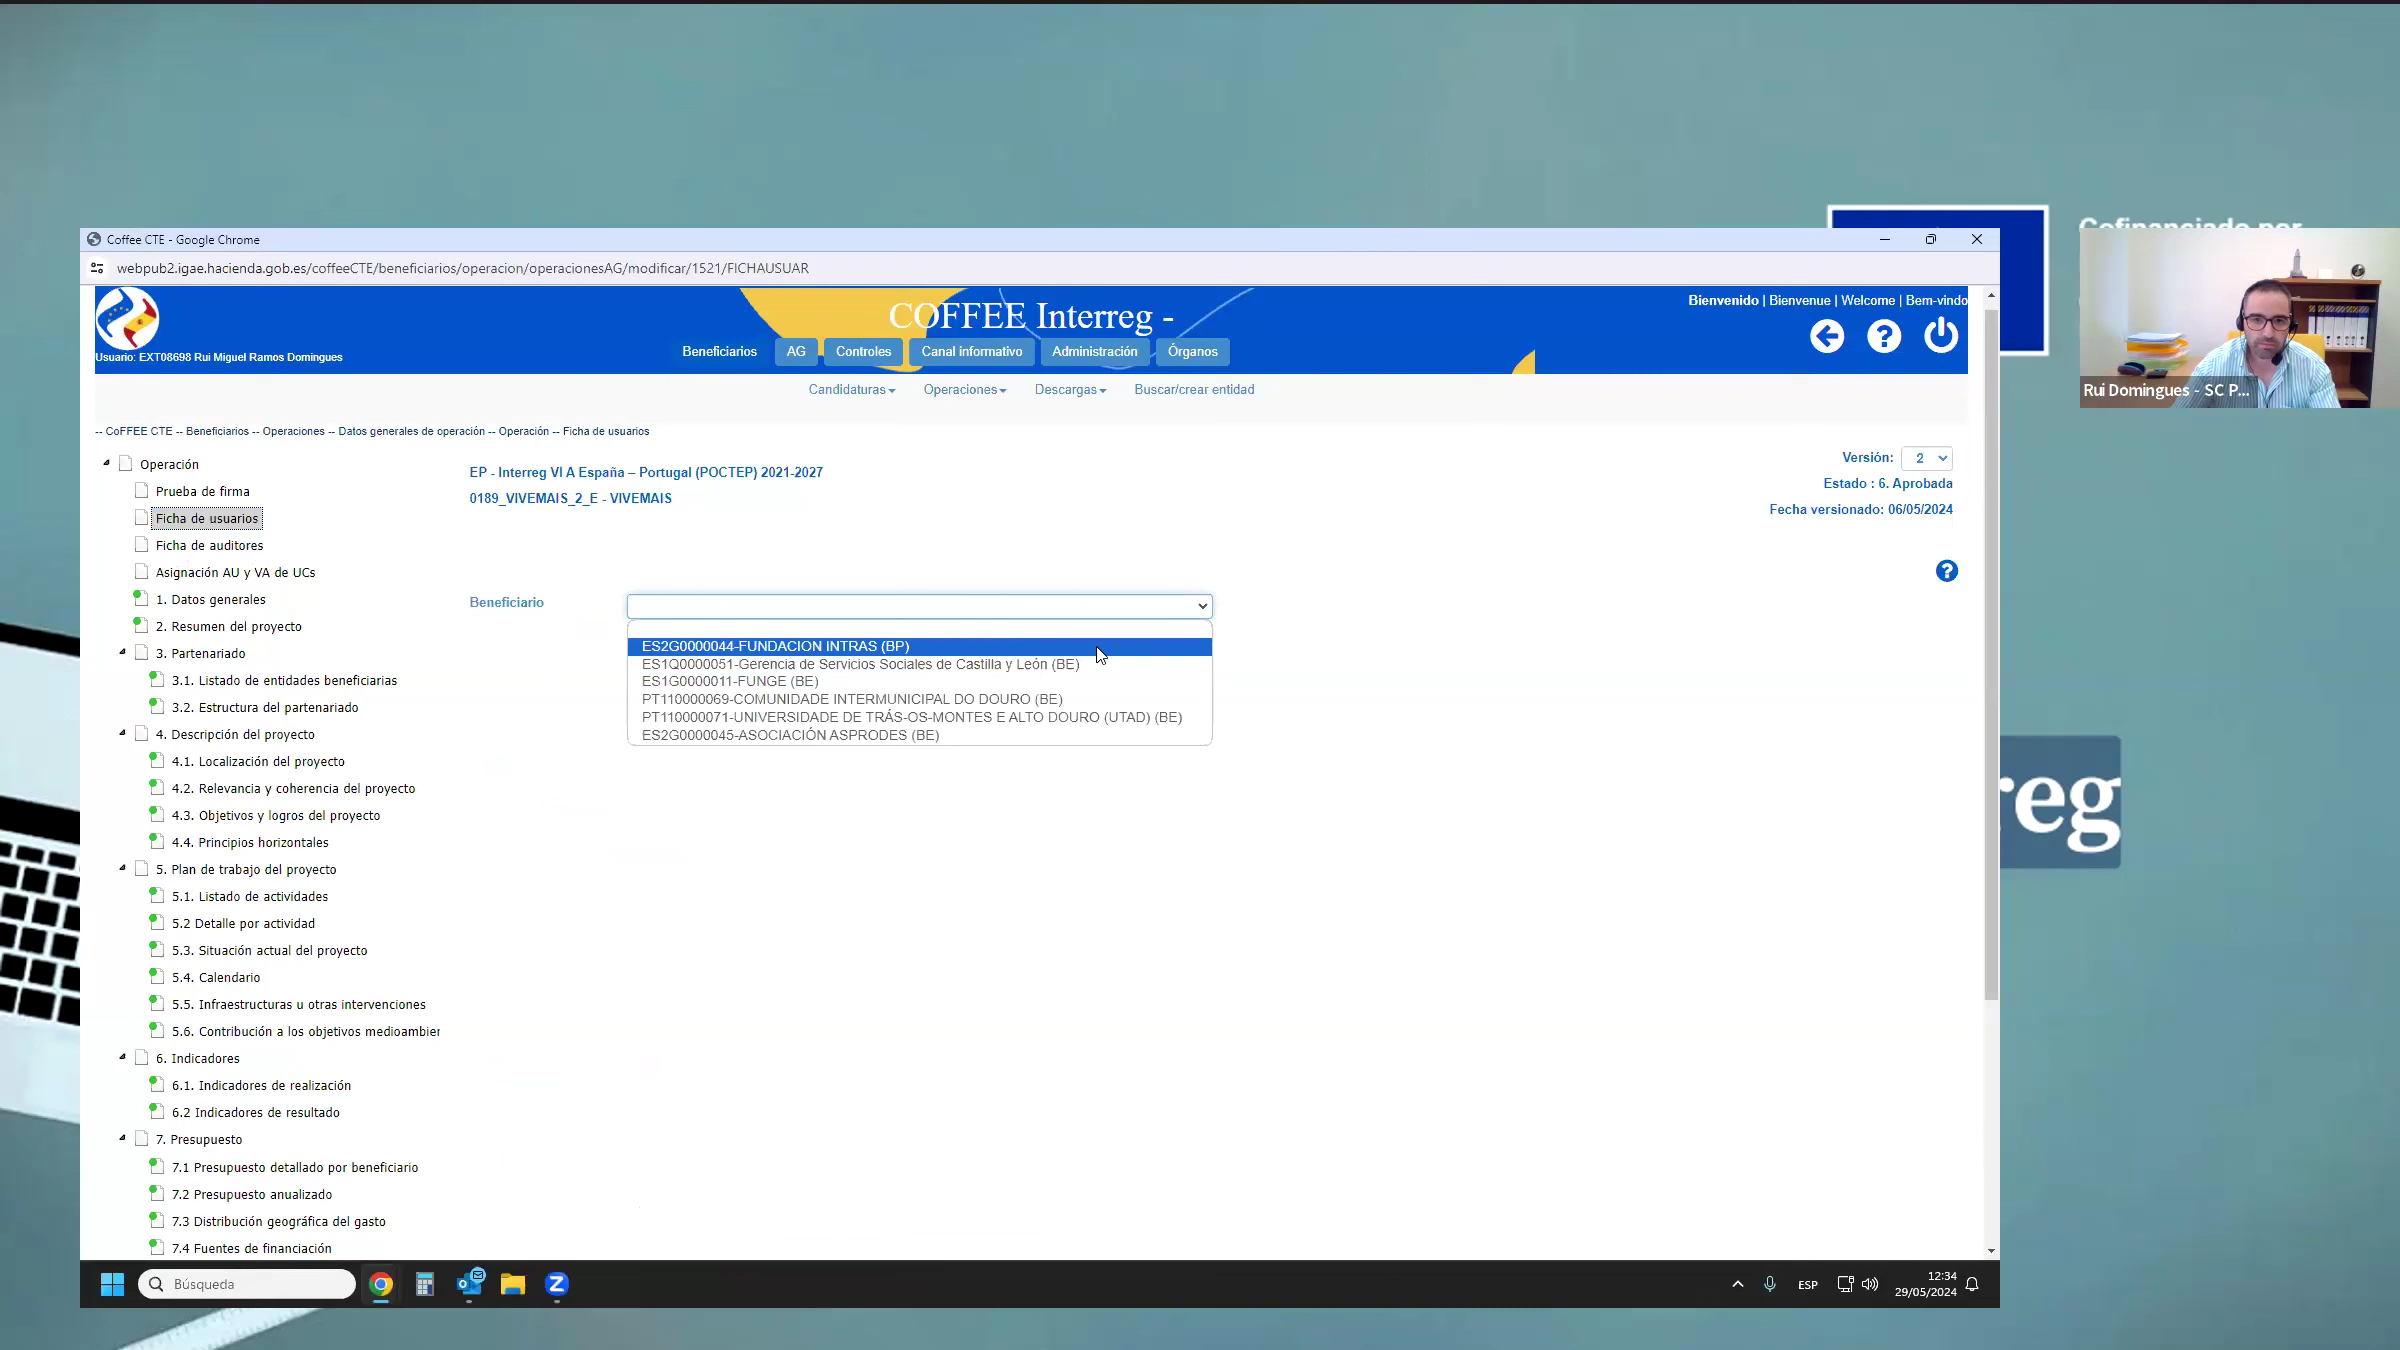 Cofinanciado por
Coffee CTE - Google Chrome
webpub2.igae.hacienda.gob.es/coffeeCTE/beneficiarios/operacion/operacionesAG/modificar/1521/FICHAUSUAR
COFFEE Interreg -
Bienvenido | Bienvenue | Welcome | Bem-vindo
Usuario: EXT08698 Rui Miguel Ramos Domingues
Beneficiarios
AG
Controles
Canal informativo
Administración
Órganos
Candidaturas
Operaciones
Descargas
Buscar/crear entidad
Rui Domingues - SC P...
-- CoFFEE CTE -- Beneficiarios -- Operaciones -- Datos generales de operación -- Operación -- Ficha de usuarios
Operación
Prueba de firma
Ficha de usuarios
Ficha de auditores
Asignación AU y VA de UCs
1. Datos generales
2. Resumen del proyecto
3. Partenariado
3.1. Listado de entidades beneficiarias
3.2. Estructura del partenariado
4. Descripción del proyecto
4.1. Localización del proyecto
4.2. Relevancia y coherencia del proyecto
4.3. Objetivos y logros del proyecto
4.4. Principios horizontales
5. Plan de trabajo del proyecto
5.1. Listado de actividades
5.2 Detalle por actividad
5.3. Situación actual del proyecto
5.4. Calendario
5.5. Infraestructuras u otras intervenciones
5.6. Contribución a los objetivos medioambier
6. Indicadores
6.1. Indicadores de realización
6.2 Indicadores de resultado
7. Presupuesto
7.1 Presupuesto detallado por beneficiario
7.2 Presupuesto anualizado
7.3 Distribución geográfica del gasto
7.4 Fuentes de financiación
EP - Interreg VI A España – Portugal (POCTEP) 2021-2027
0189_VIVEMAIS_2_E - VIVEMAIS
Versión: 2
Estado : 6. Aprobada
Fecha versionado: 06/05/2024
Beneficiario
ES2G0000044-FUNDACION INTRAS (BP)
ES1Q0000051-Gerencia de Servicios Sociales de Castilla y León (BE)
ES1G0000011-FUNGE (BE)
PT110000069-COMUNIDADE INTERMUNICIPAL DO DOURO (BE)
PT110000071-UNIVERSIDADE DE TRÁS-OS-MONTES E ALTO DOURO (UTAD) (BE)
ES2G0000045-ASOCIACIÓN ASPRODES (BE)
reg
Búsqueda
ESP
12:34
29/05/2024